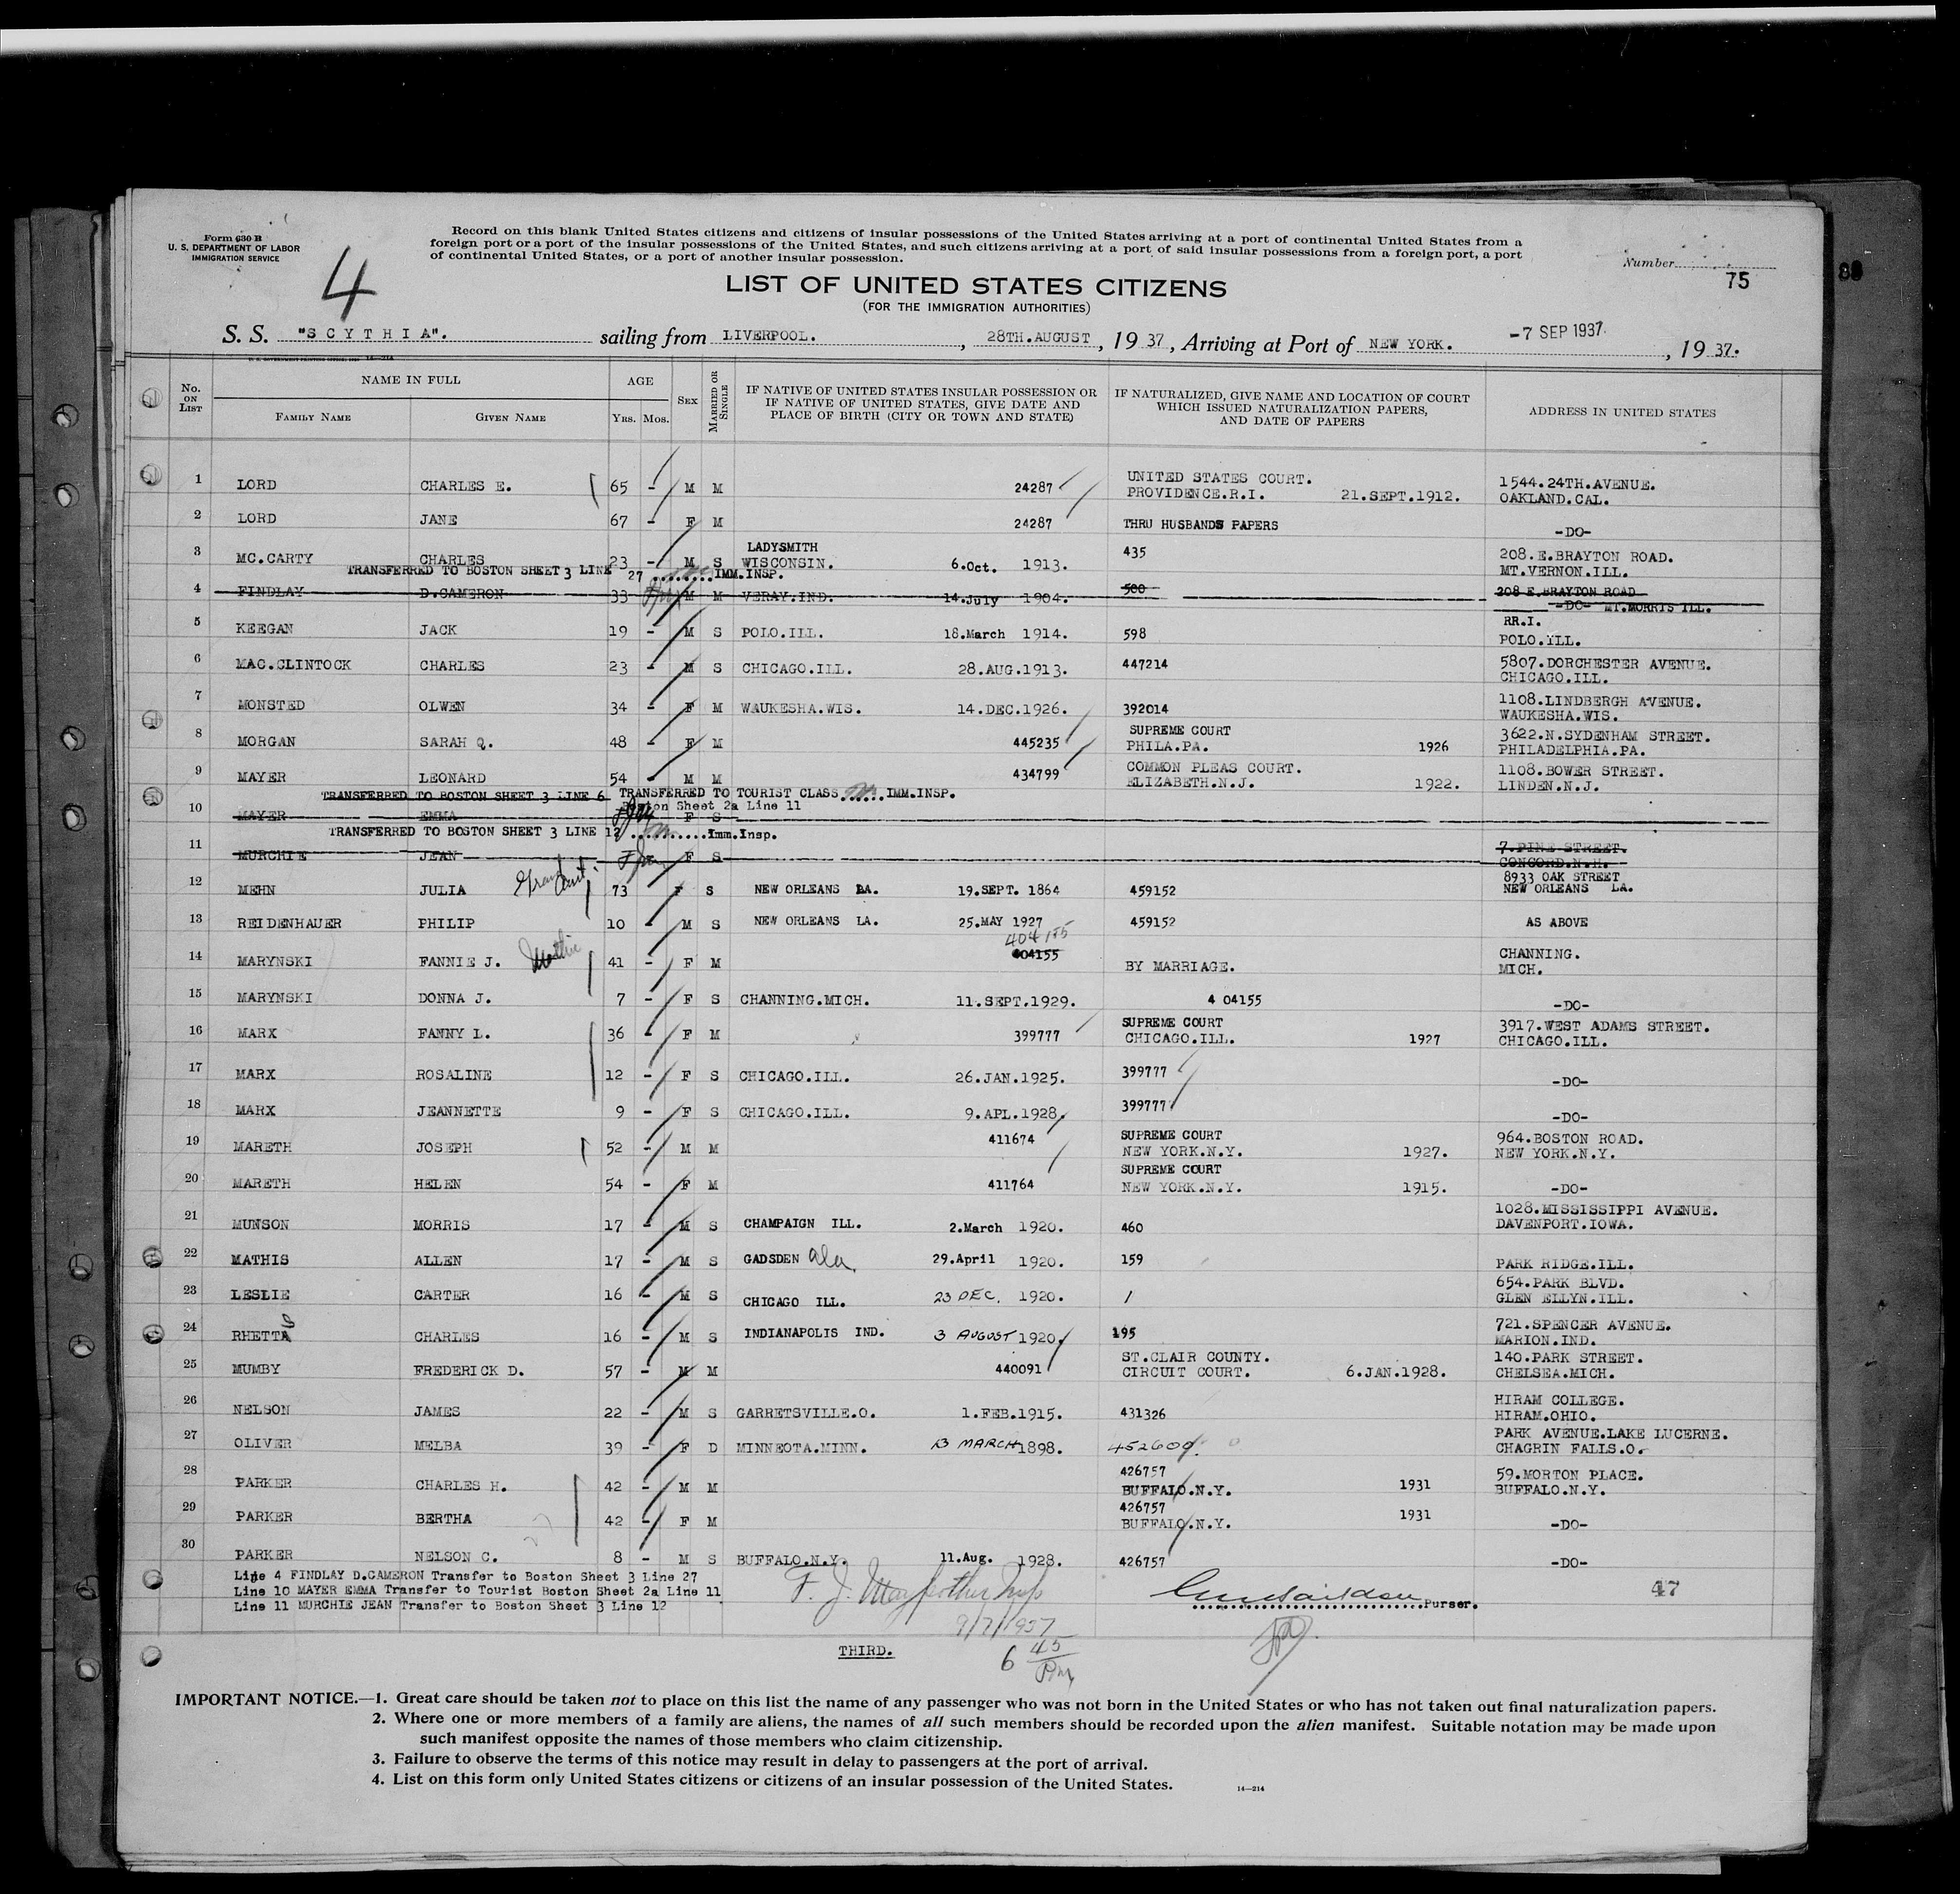 Form 630 B
U. S. DEPARTMENT OF LABOR
IMMIGRATION SERVICE
4
Record on this blank United States citizens and citizens of insular possessions of the United States arriving at a port of continental United States from a
foreign port or a port of the insular possessions of the United States, and such citizens arriving at a port of said insular possessions from a foreign port, a port
of continental United States, or a port of another insular possession.
Number
75
LIST OF UNITED STATES CITIZENS
(FOR THE IMMIGRATION AUTHORITIES)
S. S. "SCYTHIA". sailing from LIVERPOOL. , 28TH.AUGUST , 19 37 , Arriving at Port of NEW YORK. -7 SEP 1937. , 19 37.
No. ON LIST
NAME IN FULL
FAMILY NAME GIVEN NAME
AGE
YRS. MOS.
SEX
MARRIED OR SINGLE
IF NATIVE OF UNITED STATES INSULAR POSSESSION OR
IF NATIVE OF UNITED STATES, GIVE DATE AND
PLACE OF BIRTH (CITY OR TOWN AND STATE)
IF NATURALIZED, GIVE NAME AND LOCATION OF COURT
WHICH ISSUED NATURALIZATION PAPERS,
AND DATE OF PAPERS
ADDRESS IN UNITED STATES
1 LORD CHARLES E. 65 - M M 24287 UNITED STATES COURT. PROVIDENCE.R.I. 21.SEPT.1912. 1544.24TH.AVENUE. OAKLAND.CAL.
2 LORD JANE 67 - F M 24287 THRU HUSBANDS PAPERS -DO-
3 MC.CARTY CHARLES 23 - M S LADYSMITH WISCONSIN. 6.Oct. 1913. 435 208.E.BRAYTON ROAD. MT.VERNON.ILL.
TRANSFERRED TO BOSTON SHEET 3 LINE 27 ........IMM.INSP.
4 FINDLAY D.CAMERON 33 M M VERAY.IND. 14.July 1904. 500 208 E.BRAYTON ROAD -DO- MT.MORRIS ILL.
5 KEEGAN JACK 19 - M S POLO.ILL. 18.March 1914. 598 RR.I. POLO.ILL.
6 MAC.CLINTOCK CHARLES 23 - M S CHICAGO.ILL. 28.AUG.1913. 447214 5807.DORCHESTER AVENUE. CHICAGO.ILL.
7 MONSTED OLWEN 34 - F M WAUKESHA.WIS. 14.DEC.1926. 392014 1108.LINDBERGH AVENUE. WAUKESHA.WIS.
8 MORGAN SARAH Q. 48 - F M 445235 SUPREME COURT PHILA.PA. 1926 3622.N.SYDENHAM STREET. PHILADELPHIA.PA.
9 MAYER LEONARD 54 - M M 434799 COMMON PLEAS COURT. ELIZABETH.N.J. 1922. 1108.BOWER STREET. LINDEN.N.J.
TRANSFERRED TO BOSTON SHEET 3 LINE 6 TRANSFERRED TO TOURIST CLASS ......IMM.INSP.
Boston Sheet 2a Line 11
10 MAYER EMMA F S
TRANSFERRED TO BOSTON SHEET 3 LINE 12 ..........Imm.Insp.
11 MURCHIE JEAN F S 7.PINE STREET. CONCORD.N.H.
12 MEHN JULIA Grand Aunt. 73 F S NEW ORLEANS LA. 19.SEPT. 1864 459152 8933 OAK STREET NEW ORLEANS LA.
13 REIDENHAUER PHILIP 10 - M S NEW ORLEANS LA. 25.MAY 1927 459152 AS ABOVE
14 MARYNSKI FANNIE J. Mother 41 - F M 404155 404155 BY MARRIAGE. CHANNING. MICH.
15 MARYNSKI DONNA J. 7 - F S CHANNING.MICH. 11.SEPT.1929. 4 04155 -DO-
16 MARX FANNY L. 36 - F M 399777 SUPREME COURT CHICAGO.ILL. 1927 3917.WEST ADAMS STREET. CHICAGO.ILL.
17 MARX ROSALINE 12 - F S CHICAGO.ILL. 26.JAN.1925. 399777 -DO-
18 MARX JEANNETTE 9 - F S CHICAGO.ILL. 9.APL.1928. 399777 -DO-
19 MARETH JOSEPH 52 - M M 411674 SUPREME COURT NEW YORK.N.Y. 1927. 964.BOSTON ROAD. NEW YORK.N.Y.
20 MARETH HELEN 54 - F M 411764 SUPREME COURT NEW YORK.N.Y. 1915. -DO-
21 MUNSON MORRIS 17 - M S CHAMPAIGN ILL. 2.March 1920. 460 1028.MISSISSIPPI AVENUE. DAVENPORT.IOWA.
22 MATHIS ALLEN 17 - M S GADSDEN Ala. 29.April 1920. 159 PARK RIDGE.ILL.
23 LESLIE CARTER 16 - M S CHICAGO ILL. 23 DEC. 1920. 1 654.PARK BLVD. GLEN ELLYN.ILL.
24 RHETTS CHARLES 16 - M S INDIANAPOLIS IND. 3 AUGUST 1920. 195 721.SPENCER AVENUE. MARION.IND.
25 MUMBY FREDERICK D. 57 - M M 440091 ST.CLAIR COUNTY. CIRCUIT COURT. 6.JAN.1928. 140.PARK STREET. CHELSEA.MICH.
26 NELSON JAMES 22 - M S GARRETSVILLE.O. 1.FEB.1915. 431326 HIRAM COLLEGE. HIRAM.OHIO.
27 OLIVER MELBA 39 - F D MINNEOTA.MINN. 13 MARCH 1898. 452609. PARK AVENUE.LAKE LUCERNE. CHAGRIN FALLS.O.
28 PARKER CHARLES H. 42 - M M 426757 BUFFALO.N.Y. 1931 59.MORTON PLACE. BUFFALO.N.Y.
29 PARKER BERTHA 42 - F M 426757 BUFFALO.N.Y. 1931 -DO-
30 PARKER NELSON C. 8 - M S BUFFALO.N.Y. 11.Aug. 1928. 426757 -DO-
Line 4 FINDLAY D.CAMERON Transfer to Boston Sheet 3 Line 27
Line 10 MAYER EMMA Transfer to Tourist Boston Sheet 2a Line 11
Line 11 MURCHIE JEAN Transfer to Boston Sheet 3 Line 12
F. J.
9/7/1937
6 45 Pm
Purser.
47
THIRD.
IMPORTANT NOTICE.—1. Great care should be taken not to place on this list the name of any passenger who was not born in the United States or who has not taken out final naturalization papers.
2. Where one or more members of a family are aliens, the names of all such members should be recorded upon the alien manifest. Suitable notation may be made upon
such manifest opposite the names of those members who claim citizenship.
3. Failure to observe the terms of this notice may result in delay to passengers at the port of arrival.
4. List on this form only United States citizens or citizens of an insular possession of the United States.
14—214